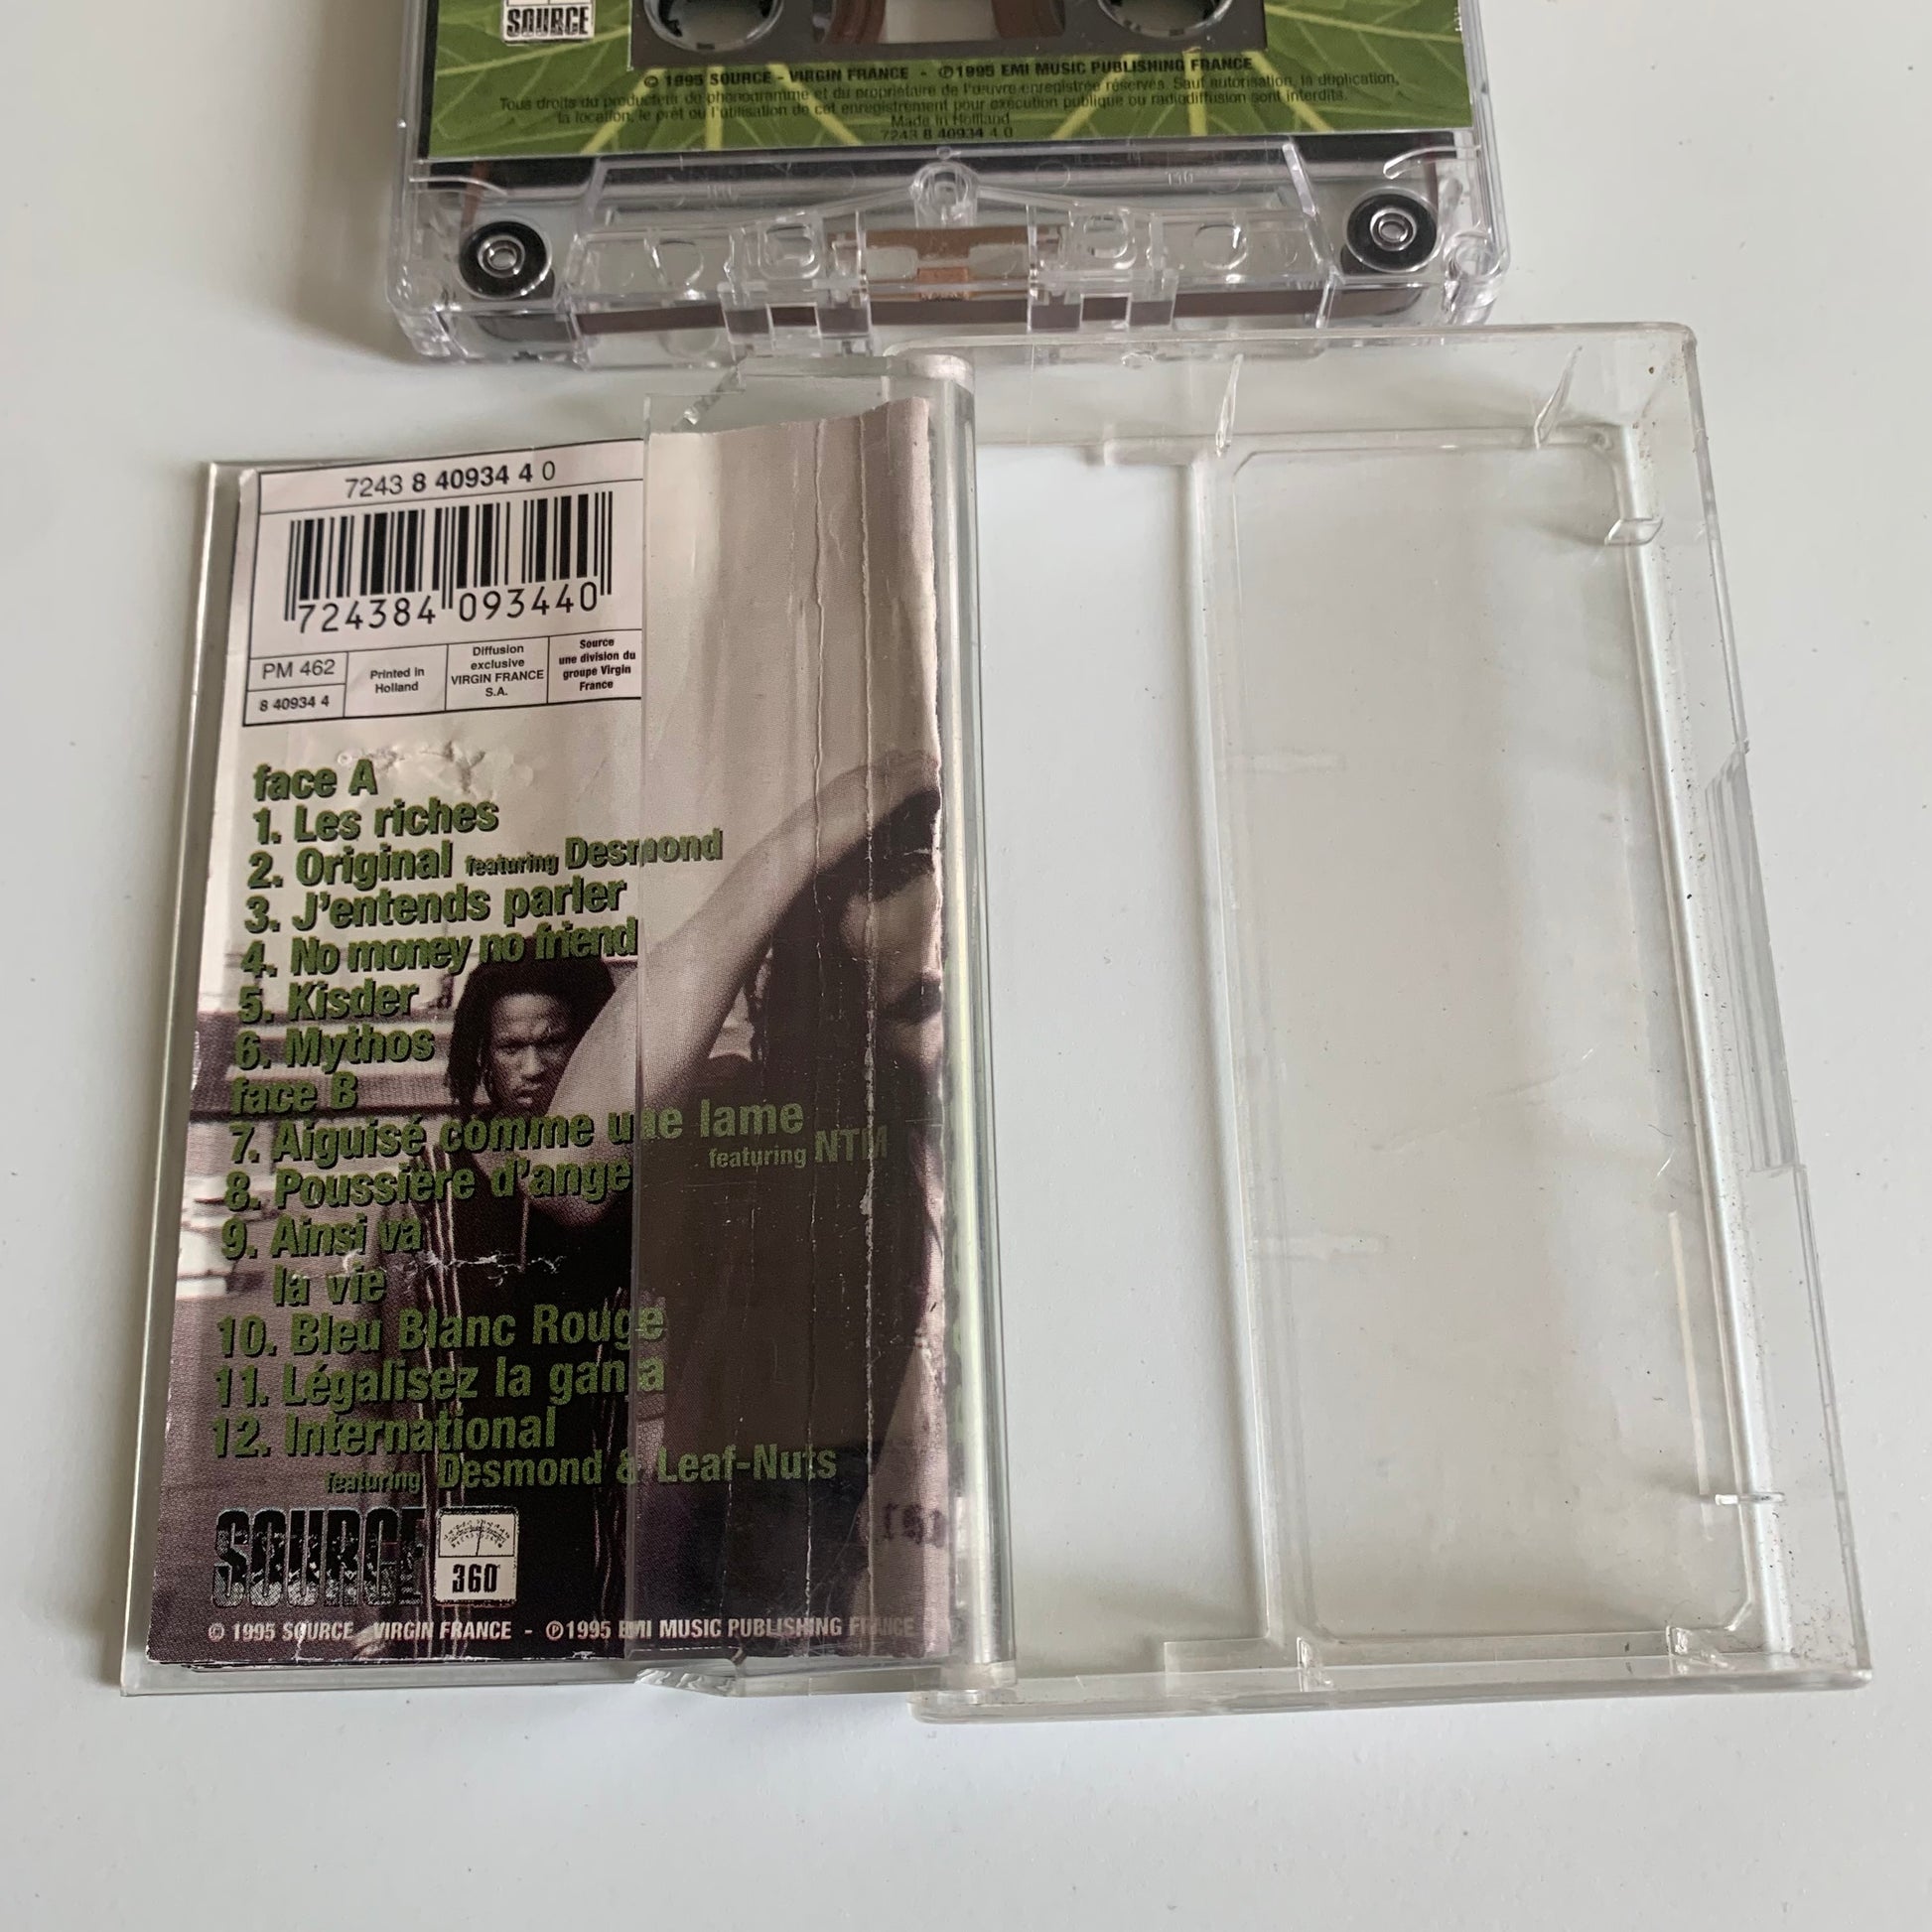 SOURCE
© 1995 SOURCE - VIRGIN FRANCE - ℗1995 EMI MUSIC PUBLISHING FRANCE
Tous droits du producteur de phonogramme et du propriétaire de l'œuvre enregistrée réservés. Sauf autorisation, la duplication,
la location, le prêt ou l'utilisation de cet enregistrement pour exécution publique ou radiodiffusion sont interdits.
Made in Holland
7243 8 40934 4 0
7243 8 40934 4 0
724384 093440
PM 462
8 40934 4
Printed in
Holland
Diffusion
exclusive
VIRGIN FRANCE
S.A.
Source
une division du
groupe Virgin
France
face A
1. Les riches
2. Original featuring Desmond
3. J'entends parler
4. No money no friend
5. Kisder
6. Mythos
face B
7. Aiguisé comme une lame
featuring NTM
8. Poussière d'ange
9. Ainsi va
la vie
10. Bleu Blanc Rouge
11. Légalisez la ganja
12. International
featuring Desmond & Leaf-Nuts
SOURCE
360
© 1995 SOURCE VIRGIN FRANCE - ℗1995 EMI MUSIC PUBLISHING FRANCE